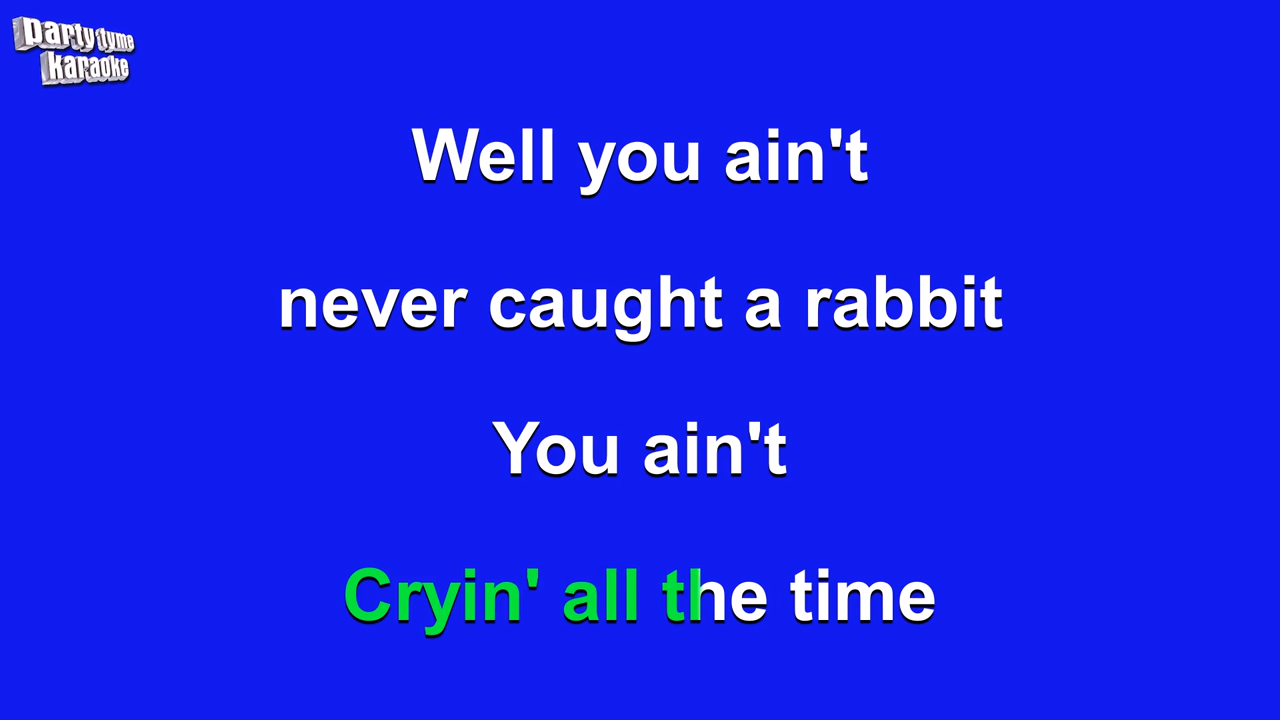 party tyme
karaoke
Well you ain't
never caught a rabbit
You ain't
Cryin' all the time